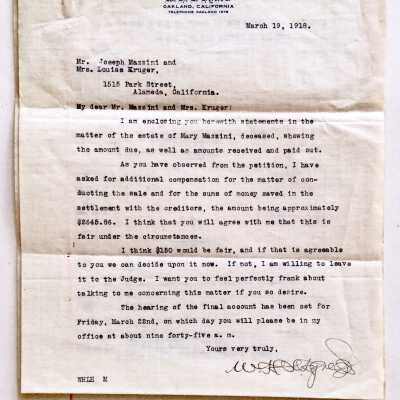 OAKLAND, CALIFORNIA
TELEPHONE OAKLAND
March 19, 1918.
Mr. Joseph Mazzini and
Mrs. Louisa Kruger,
1515 Park Street,
Alameda, California.
My dear Mr. Mazzini and Mrs. Kruger:
I am enclosing you herewith statements in the
matter of the estate of Mary Mazzini, deceased, showing
the amount due, as well as amounts received and paid out.
As you have observed from the petition, I have
asked for additional compensation for the matter of con-
ducting the sale and for the sums of money saved in the
settlement with the creditors, the amount being approximately
$2345.86. I think that you will agree with me that this is
fair under the circumstances.
I think $150 would be fair, and if that is agreeable
to you we can decide upon it now. If not, I am willing to leave
it to the Judge. I want you to feel perfectly frank about
talking to me concerning this matter if you so desire.
The hearing of the final account has been set for
Friday, March 22nd, on which day you will please be in my
office at about nine forty-five a. m.
Yours very truly,
WHLH M